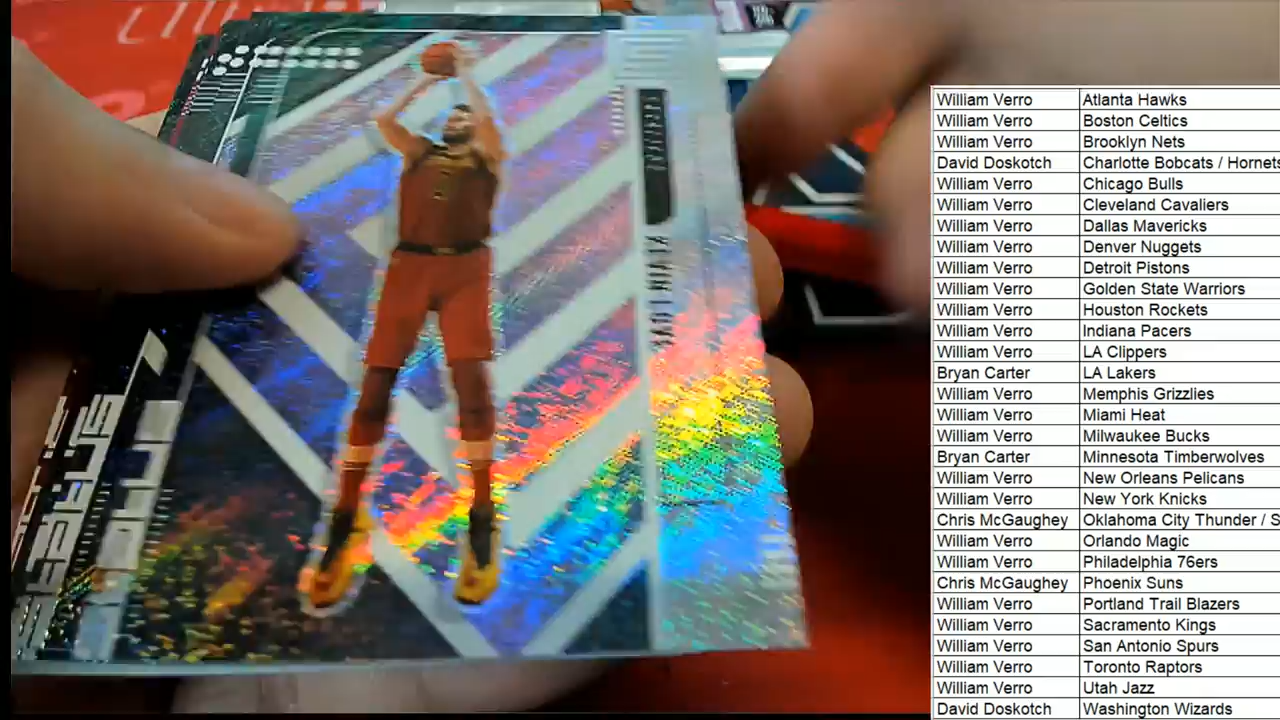 William Verro Atlanta Hawks
William Verro Boston Celtics
William Verro Brooklyn Nets
David Doskotch Charlotte Bobcats / Hornets
William Verro Chicago Bulls
William Verro Cleveland Cavaliers
William Verro Dallas Mavericks
William Verro Denver Nuggets
William Verro Detroit Pistons
William Verro Golden State Warriors
William Verro Houston Rockets
William Verro Indiana Pacers
William Verro LA Clippers
Bryan Carter LA Lakers
William Verro Memphis Grizzlies
William Verro Miami Heat
William Verro Milwaukee Bucks
Bryan Carter Minnesota Timberwolves
William Verro New Orleans Pelicans
William Verro New York Knicks
Chris McGaughey Oklahoma City Thunder / S
William Verro Orlando Magic
William Verro Philadelphia 76ers
Chris McGaughey Phoenix Suns
William Verro Portland Trail Blazers
William Verro Sacramento Kings
William Verro San Antonio Spurs
William Verro Toronto Raptors
William Verro Utah Jazz
David Doskotch Washington Wizards
KEVIN LOVE